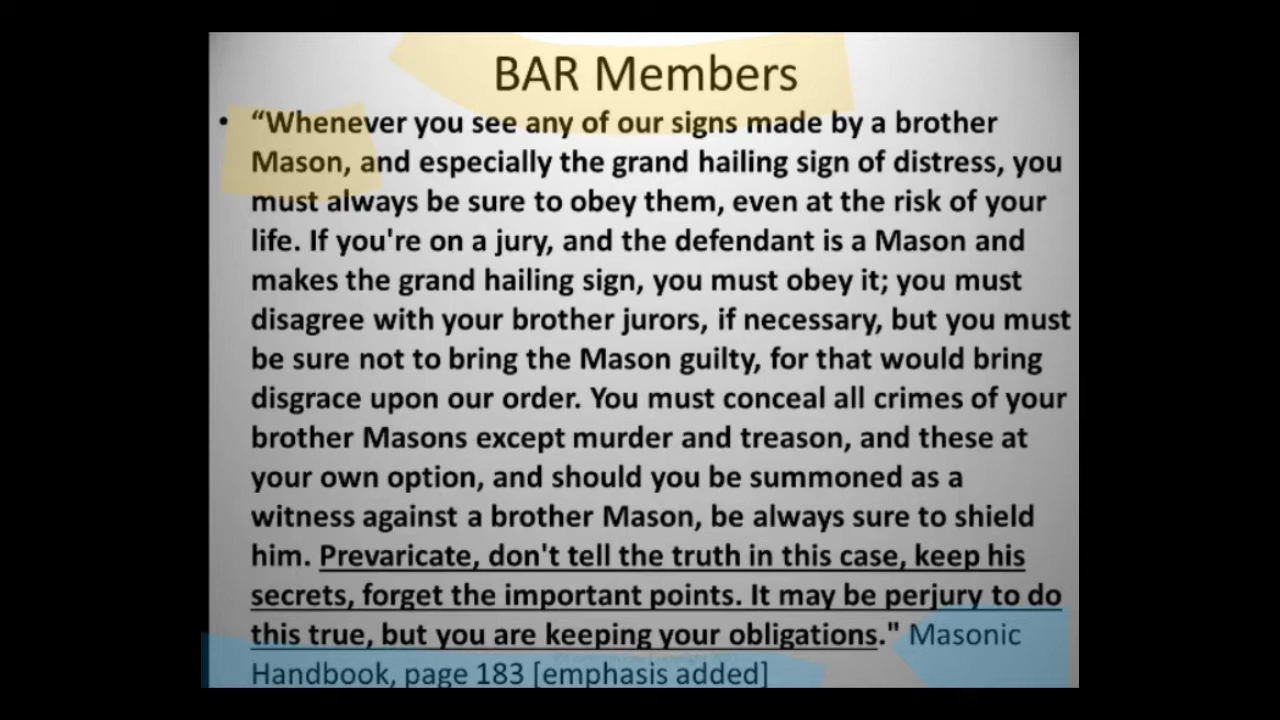 BAR Members
• “Whenever you see any of our signs made by a brother
Mason, and especially the grand hailing sign of distress, you
must always be sure to obey them, even at the risk of your
life. If you're on a jury, and the defendant is a Mason and
makes the grand hailing sign, you must obey it; you must
disagree with your brother jurors, if necessary, but you must
be sure not to bring the Mason guilty, for that would bring
disgrace upon our order. You must conceal all crimes of your
brother Masons except murder and treason, and these at
your own option, and should you be summoned as a
witness against a brother Mason, be always sure to shield
him. Prevaricate, don't tell the truth in this case, keep his
secrets, forget the important points. It may be perjury to do
this true, but you are keeping your obligations." Masonic
Handbook, page 183 [emphasis added]